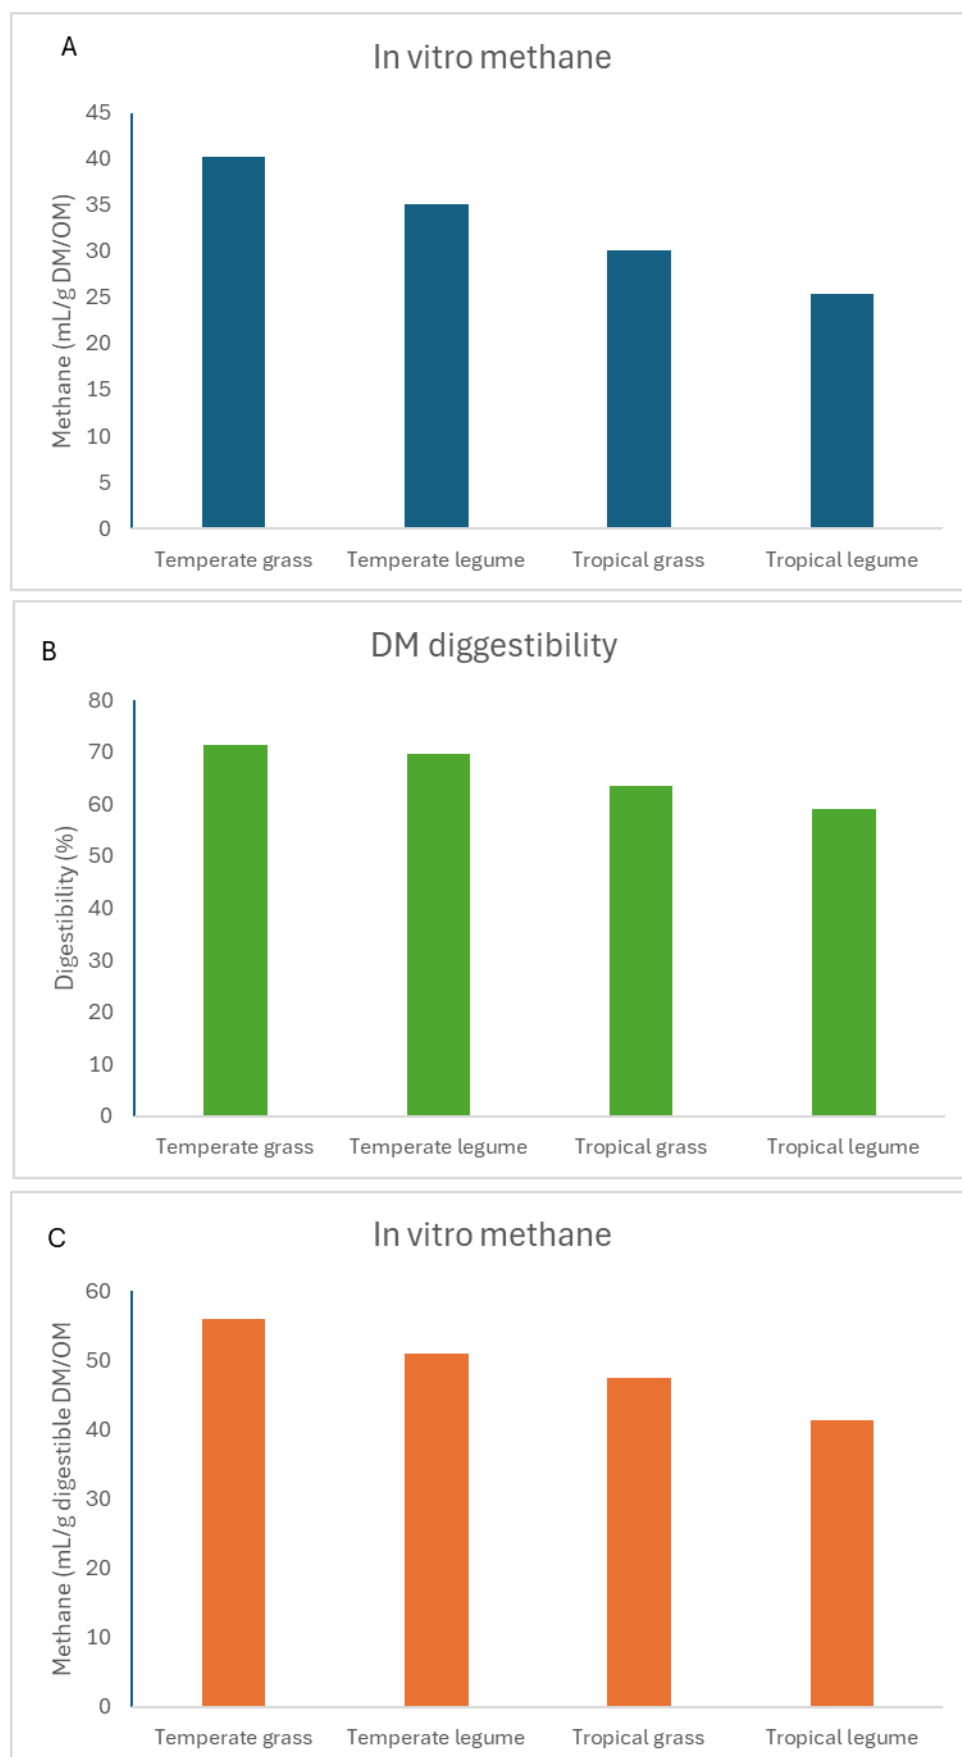 A
In vitro methane
Methane (mL/g DM/OM)
45
40
35
30
25
20
15
10
5
0
Temperate grass Temperate legume Tropical grass Tropical legume
B
DM diggestibility
Digestibility (%)
80
70
60
50
40
30
20
10
0
Temperate grass Temperate legume Tropical grass Tropical legume
C
In vitro methane
Methane (mL/g digestible DM/OM
60
50
40
30
20
10
0
Temperate grass Temperate legume Tropical grass Tropical legume